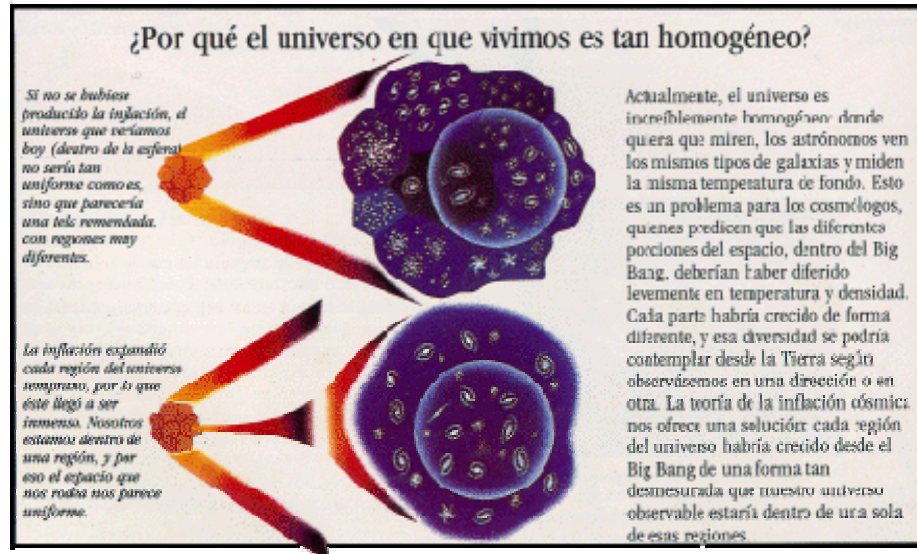 ¿Por qué el universo en que vivimos es tan homogéneo?
Si no se hubiese
producido la inflación, el
universo que veríamos
hoy (dentro de la esfera)
no sería tan
uniforme como es,
sino que parecería
una tela remendada,
con regiones muy
diferentes.
La inflación expandió
cada región del universo
temprano, por lo que
éste llegó a ser
inmenso. Nosotros
estamos dentro de
una región, y por
eso el espacio que
nos rodea nos parece
uniforme.
Actualmente, el universo es
increíblemente homogéneo: donde
quiera que miren, los astrónomos ven
los mismos tipos de galaxias y miden
la misma temperatura de fondo. Esto
es un problema para los cosmólogos,
quienes predicen que las diferentes
porciones del espacio, dentro del Big
Bang, deberían haber diferido
levemente en temperatura y densidad.
Cada parte habría crecido de forma
diferente, y esa diversidad se podría
contemplar desde la Tierra según
observásemos en una dirección o en
otra. La teoría de la inflación cósmica
nos ofrece una solución: cada región
del universo habría crecido desde el
Big Bang de una forma tan
desmesurada que nuestro universo
observable estaría dentro de una sola
de esas regiones